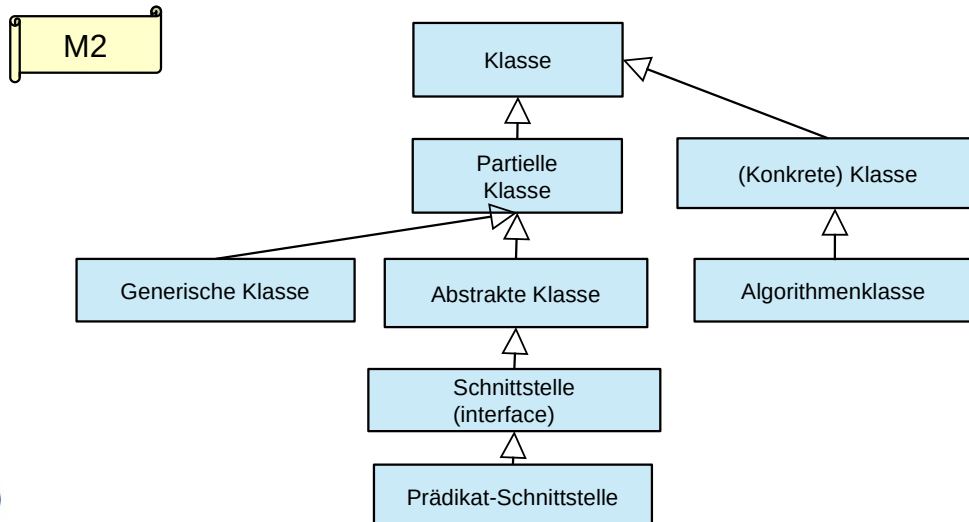 M2
Klasse
Partielle
Klasse
(Konkrete) Klasse
Generische Klasse
Abstrakte Klasse
Algorithmenklasse
Schnittstelle
(interface)
Prädikat-Schnittstelle